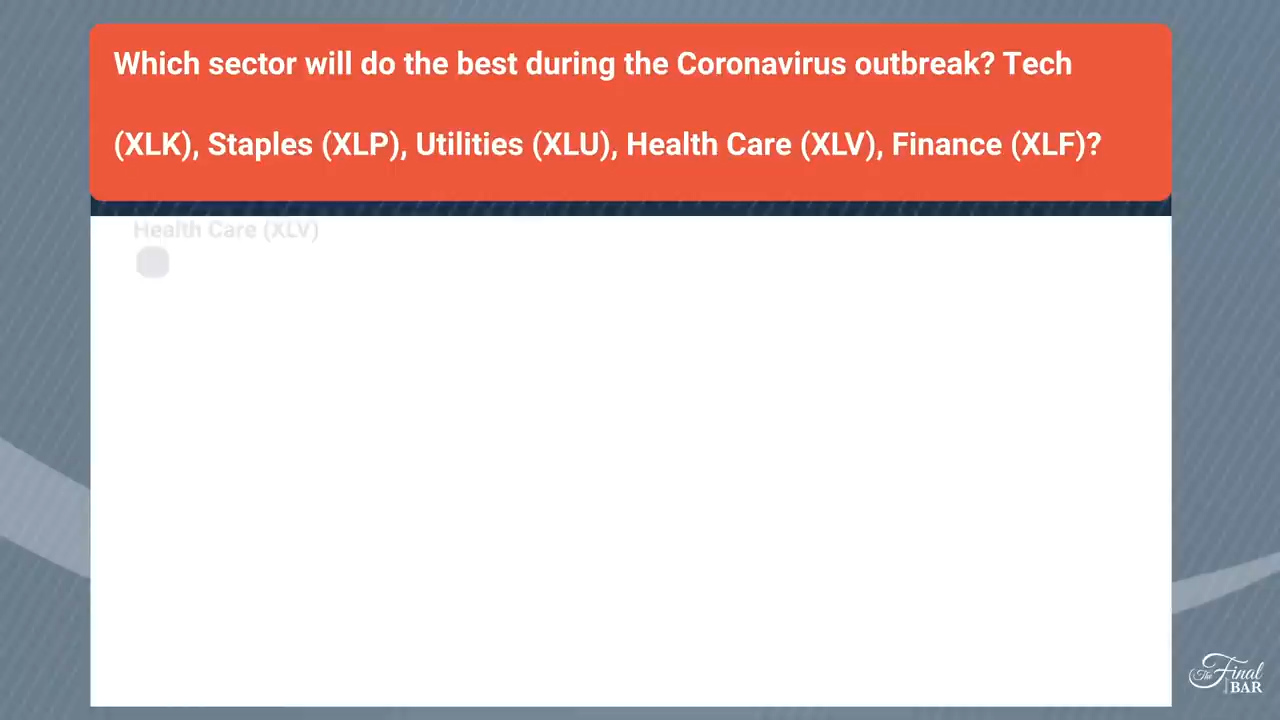 Which sector will do the best during the Coronavirus outbreak? Tech
(XLK), Staples (XLP), Utilities (XLU), Health Care (XLV), Finance (XLF)?
Health Care (XLV)
The Final
BAR